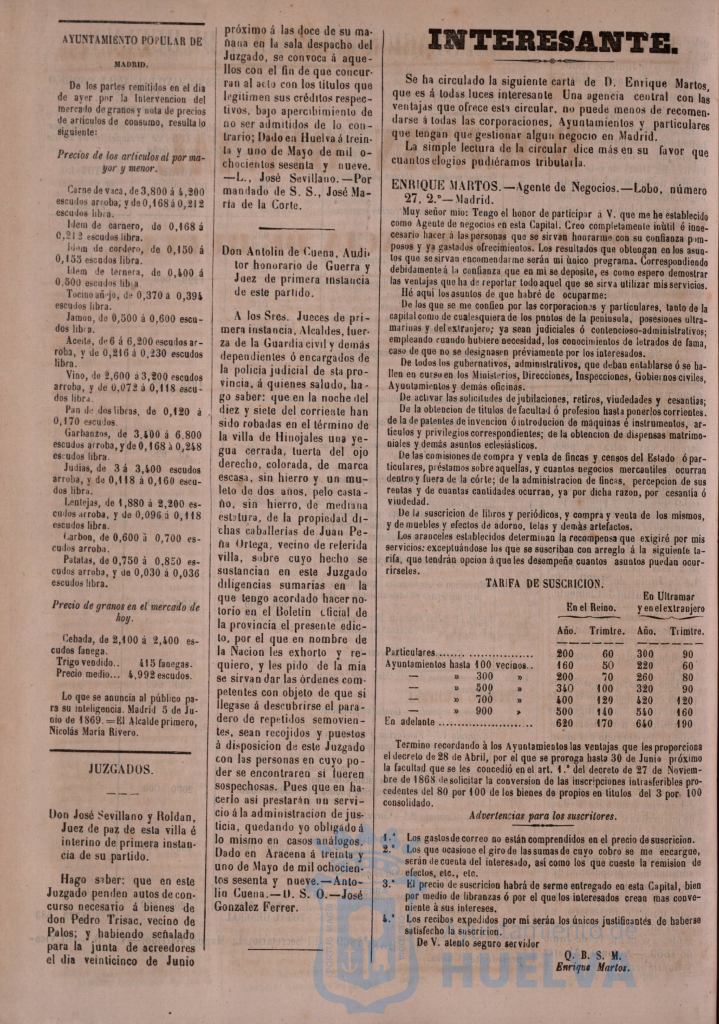 AYUNTAMIENTO POPULAR DE
MADRID.
De los partes remitidos en el dia
de ayer por la Intervencion del
mercado de granos y nota de precios
de artículos de consumo, resulta lo
siguiente:
Precios de los artículos al por ma-
yor y menor.
Carne de vaca, de 3,800 á 4,200
escudos arroba; y de 0,168 á 0,212
escudos libra.
Idem de carnero, de 0,168 á
0,212 escudos libra.
Idem de cordero, de 0,150 á
0,155 escudos libra.
Idem de ternera, de 0,400 á
0,500 escudos libra
Tocino añejo, de 0,370 á 0,394
escudos libra.
Jamon, de 0,500 á 0,600 escu-
dos libra.
Aceite, de 6 á 6,200 escudos ar-
roba, y de 0,216 á 0,230 escudos
libra.
Vino, de 2,600 á 3,200 escudos
arroba, y de 0,072 á 0,118 escu-
dos libra.
Pan de dos libras, de 0,120 á
0,170 escudos.
Garbanzos, de 3,400 á 6.800
escudos arroba, y de 0,168 á 0,248
escudos libra.
Judias, de 3 á 3,400 escudos
arroba, y de 0,118 á 0,160 escu-
dos libra.
Lentejas, de 1,880 á 2,200 es-
cudos arroba, y de 0,096 á 0,118
escudos libra.
Carbon, de 0,600 á 0,700 es-
cudos arroba.
Patatas, de 0,750 á 0,850 es-
cudos arroba, y de 0,030 á 0,036
escudos libra.
Precio de granos en el mercado de
hoy.
Cebada, de 2,100 á 2,400 es-
cudos fanega.
Trigo vendido.. 415 fanegas.
Precio medio... 4,992 escudos.
Lo que se anuncia al público pa-
ra su inteligencia. Madrid 5 de Ju-
nio de 1869.=El Alcalde primero,
Nicolás Maria Rivero.
JUZGADOS.
Don José Sevillano y Roldan,
Juez de paz de esta villa é
interino de primera instan-
cia de su partido.
Hago saber: que en este
Juzgado penden autos de con-
curso necesario á bienes de
don Pedro Trisac, vecino de
Palos; y habiendo señalado
para la junta de acreedores
el dia veinticinco de Junio
próximo á las doce de su ma-
ñana en la sala despacho del
Juzgado, se convoca á aque-
llos con el fin de que concur-
ran al acto con los títulos que
legitimen sus créditos respec-
tivos, bajo apercibimiento de
no ser admitidos de lo con-
trario; Dado en Huelva á trein-
ta y uno de Mayo de mil o-
chocientos sesenta y nueve.
—L., José Sevillano.—Por
mandado de S. S., José Ma-
ría de la Corte.
Don Antolin de Cuena, Audi-
tor honorario de Guerra y
Juez de primera instancia
de este partido.
A los Sres. Jueces de pri-
mera instancia, Alcaldes, fuer-
za de la Guardia civil y demás
dependientes ó encargados de
la policia judicial de sta pro-
vincia, á quienes saludo, ha-
go saber: que en la noche del
diez y siete del corriente han
sido robadas en el término de
la villa de Hinojales una ye-
gua cerrada, tuerta del ojo
derecho, colorada, de marca
escasa, sin hierro y un mu-
leto de dos años, pelo casta-
ño, sin hierro, de mediana
estatura, de la propiedad di-
chas caballerias de Juan Pe-
ña Ortega, vecino de referida
villa, sobre cuyo hecho se
sustancian en este Juzgado
diligencias sumarias en la
que tengo acordado hacer no-
torio en el Boletin oficial de
la provincia el presente edic-
to, por el que en nombre de
la Nacion les exhorto y re-
quiero, y les pido de la mia
se sirvan dar las órdenes com-
petentes con objeto de que si
llegase á descubrirse el para-
dero de repetidos semovien-
tes, sean recojidos y puestos
á disposicion de este Juzgado
con las personas en cuyo po-
der se encontraren si fueren
sospechosas. Pues que en ha-
cerlo asi prestarán un servi-
cio á la administracion de jus-
ticia, quedando yo obligado á
lo mismo en casos análogos.
Dado en Aracena á treinta y
uno de Mayo de mil ochocien-
tos sesenta y nueve.—Anto-
lin Cuena.—D. S. O.—José
Gonzalez Ferrer.
INTERESANTE.
Se ha circulado la siguiente carta de D. Enrique Martos,
que es á todas luces interesante Una agencia central con las
ventajas que ofrece esta circular, no puede menos de recomen-
darse á todas las corporaciones, Ayuntamientos y particulares
que tengan que gestionar algun negocio en Madrid.
La simple lectura de la circular dice más en su favor que
cuantos elogios pudiéramos tributarla.
ENRIQUE MARTOS.—Agente de Negocios.—Lobo, número
27, 2.º—Madrid.
Muy señor mio: Tengo el honor de participar á V. que me he establecido
como Agente de negocios en esta Capital. Creo completamente inútil é inne-
cesario hacer á las personas que se sirvan honrarme con su confianza pom-
posos y ya gastados ofrecimientos. Los resultados que obtengan en los asun-
tos que se sirvan encomendarme serán mi único programa. Correspondiendo
debidamente á la confianza que en mi se deposite, es como espero demostrar
las ventajas que ha de reportar todo aquel que se sirva utilizar mis servicios.
Hé aquí los asuntos de que habré de ocuparme:
De los que se me confien por las corporaciones y particulares, tanto de la
capital como de cualesquiera de los puntos de la península, posesiones ultra-
marinas y del extranjero; ya sean judiciales ó contencioso-administrativos;
empleando cuando hubiere necesidad, los conocimientos de letrados de fama,
caso de que no se designasen préviamente por los interesados.
De todos los gubernativos, administrativos, que deban entablarse ó se ha-
llen en curso en los Ministerios, Direcciones, Inspecciones, Gobiernos civiles,
Ayuntamientos y demás oficinas.
De activar las solicitudes de jubilaciones, retiros, viudedades y cesantías;
De la obtencion de títulos de facultad ó profesion hasta ponerlos corrientes.
de la de patentes de invencion ó introduccion de máquinas é instrumentos, ar-
tículos y privilegios correspondientes; de la obtencion de dispensas matrimo-
niales y demás asuntos eclesiásticos.
De las comisiones de compra y venta de fincas y censos del Estado ó par-
ticulares, préstamos sobre aquellas, y cuantos negocios mercantiles ocurran
dentro y fuera de la córte; de la administracion de fincas, percepcion de sus
rentas y de cuantas cantidades ocurran, ya por dicha razon, por cesantía ó
viudedad.
De la suscricion de libros y periódicos, y compra y venta de los mismos,
y de muebles y efectos de adorno, telas y demás artefactos.
Los aranceles establecidos determinan la recompensa que exigiré por mis
servicios: exceptuándose los que se suscriban con arreglo á la siguiente ta-
rifa, que tendrán opcion á que les desempeñe cuantos asuntos puedan ocur-
rírseles.
TARIFA DE SUSCRICION.
En el Reino. En Ultramar y en el extranjero
Año. Trimtre. Año. Trimtre.
Particulares.................... 200 60 300 90
Ayuntamientos hasta 100 vecinos.. 160 50 220 60
— » 300 » 200 70 260 80
— » 500 » 340 100 320 90
— » 700 » 400 120 420 120
— » 900 » 500 140 540 160
En adelante .................... 620 170 640 190
Termino recordando á los Ayuntamientos las ventajas que les proporciona
el decreto de 28 de Abril, por el que se proroga hasta 30 de Junio próximo
la facultad que se les concedió en el art. 1.º del decreto de 27 de Noviem-
bre de 1868 de solicitar la conversion de las inscripciones intrasferibles pro-
cedentes del 80 por 100 de los bienes de propios en títulos del 3 por 100
consolidado.
Advertencias para los suscritores.
1.ª Los gastos de correo no están comprendidos en el precio de suscricion.
2.ª Los que ocasione el giro de las sumas de cuyo cobro se me encargue,
serán de cuenta del interesado, así como los que cueste la remision de
efectos, etc., etc.
3.ª El precio de suscricion habrá de serme entregado en esta Capital, bien
por medio de libranzas ó por el que los interesados crean mas conve-
niente á sus intereses,
4.ª Los recibos expedidos por mi serán los únicos justificantes de haberse
satisfecho la suscricion.
De V. atento seguro servidor
Q. B. S. M.
Enrique Martos.
HUELVA